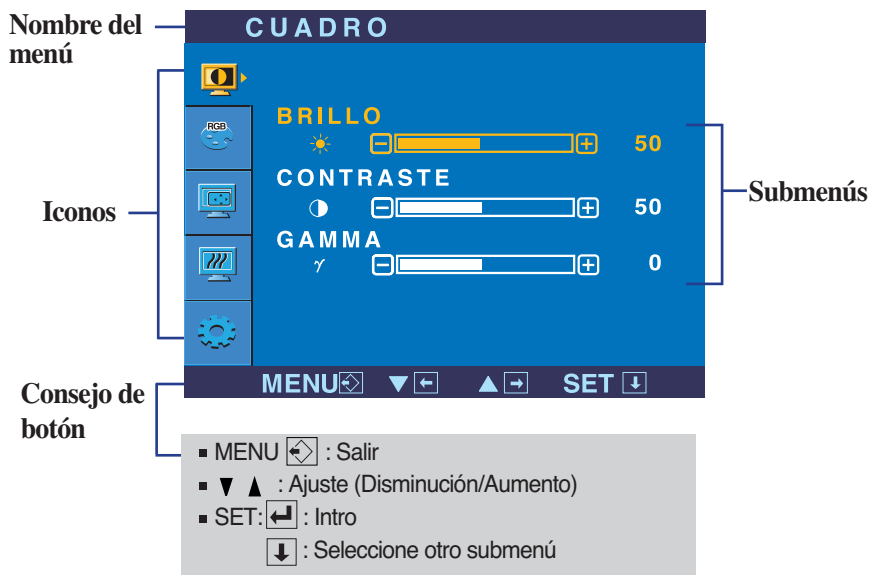 Nombre del
menú
CUADRO
RGB
BRILLO
50
CONTRASTE
50
GAMMA
γ
0
Iconos
Submenús
Consejo de
botón
MENU ▼ ← ▲ → SET ↓
▪ MENU : Salir
▪ ▼ ▲ : Ajuste (Disminución/Aumento)
▪ SET: ↵ : Intro
↓ : Seleccione otro submenú